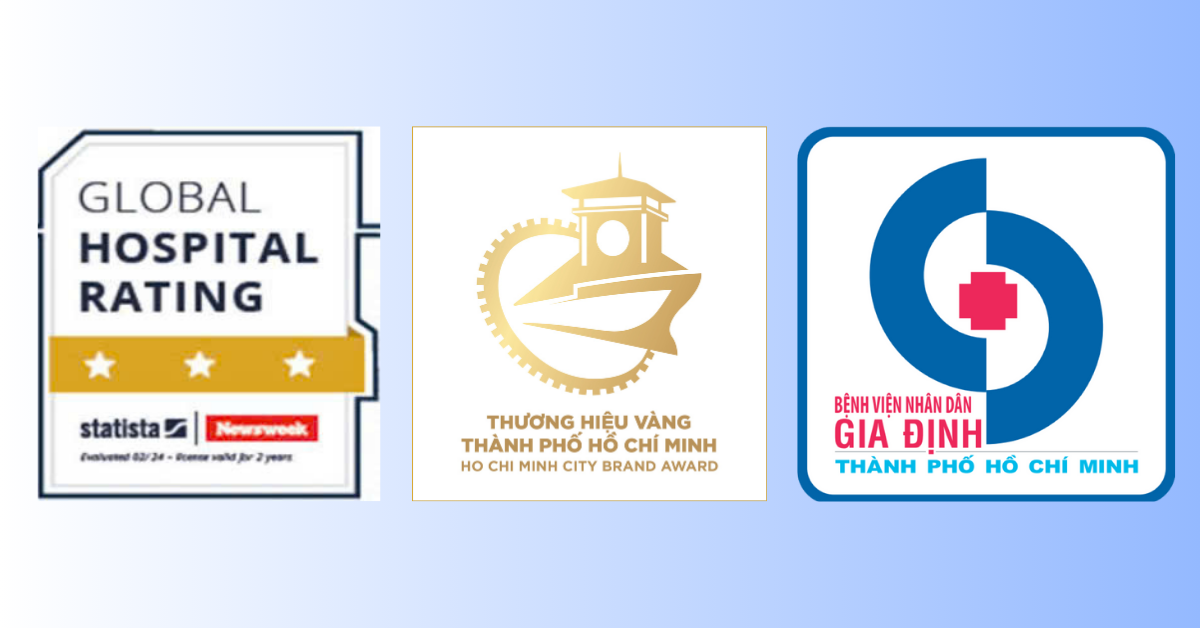 GLOBAL
HOSPITAL
RATING
statista Newsweek
Evaluated 02/24 – license valid for 2 years
THƯƠNG HIỆU VÀNG
THÀNH PHỐ HỒ CHÍ MINH
HO CHI MINH CITY BRAND AWARD
BỆNH VIỆN NHÂN DÂN
GIA ĐỊNH
THÀNH PHỐ HỒ CHÍ MINH